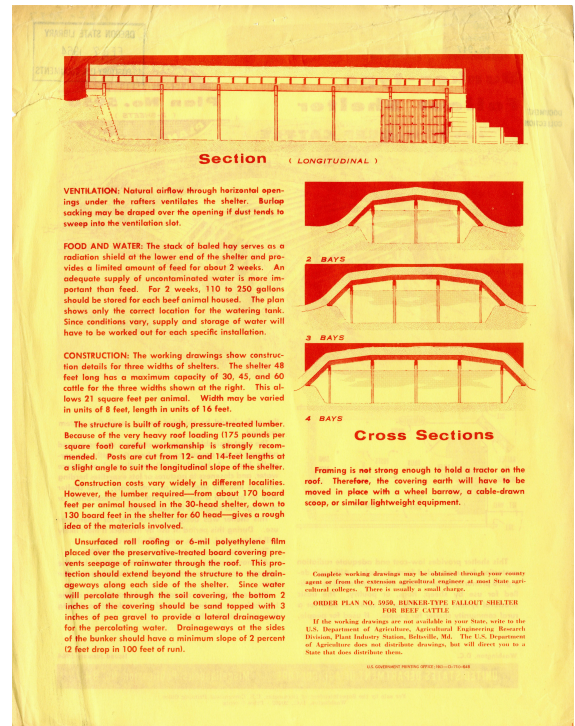 Section ( LONGITUDINAL )
VENTILATION: Natural airflow through horizontal open-
ings under the rafters ventilates the shelter. Burlap
sacking may be draped over the opening if dust tends to
sweep into the ventilation slot.
FOOD AND WATER: The stack of baled hay serves as a
radiation shield at the lower end of the shelter and pro-
vides a limited amount of feed for about 2 weeks. An
adequate supply of uncontaminated water is more im-
portant than feed. For 2 weeks, 110 to 250 gallons
should be stored for each beef animal housed. The plan
shows only the correct location for the watering tank.
Since conditions vary, supply and storage of water will
have to be worked out for each specific installation.
CONSTRUCTION: The working drawings show construc-
tion details for three widths of shelters. The shelter 48
feet long has a maximum capacity of 30, 45, and 60
cattle for the three widths shown at the right. This al-
lows 21 square feet per animal. Width may be varied
in units of 8 feet, length in units of 16 feet.
The structure is built of rough, pressure-treated lumber.
Because of the very heavy roof loading (175 pounds per
square foot) careful workmanship is strongly recom-
mended. Posts are cut from 12- and 14-feet lengths at
a slight angle to suit the longitudinal slope of the shelter.
Construction costs vary widely in different localities.
However, the lumber required—from about 170 board
feet per animal housed in the 30-head shelter, down to
130 board feet in the shelter for 60 head—gives a rough
idea of the materials involved.
Unsurfaced roll roofing or 6-mil polyethylene film
placed over the preservative-treated board covering pre-
vents seepage of rainwater through the roof. This pro-
tection should extend beyond the structure to the drain-
ageways along each side of the shelter. Since water
will percolate through the soil covering, the bottom 2
inches of the covering should be sand topped with 3
inches of pea gravel to provide a lateral drainageway
for the percolating water. Drainageways at the sides
of the bunker should have a minimum slope of 2 percent
(2 feet drop in 100 feet of run).
2 BAYS
3 BAYS
4 BAYS
Cross Sections
Framing is not strong enough to hold a tractor on the
roof. Therefore, the covering earth will have to be
moved in place with a wheel barrow, a cable-drawn
scoop, or similar lightweight equipment.
Complete working drawings may be obtained through your county
agent or from the extension agricultural engineer at most State agri-
cultural colleges. There is usually a small charge.
ORDER PLAN NO. 5950, BUNKER-TYPE FALLOUT SHELTER
FOR BEEF CATTLE
If the working drawings are not available in your State, write to the
U.S. Department of Agriculture, Agricultural Engineering Research
Division, Plant Industry Station, Beltsville, Md. The U.S. Department
of Agriculture does not distribute drawings, but will direct you to a
State that does distribute them.
U.S. GOVERNMENT PRINTING OFFICE